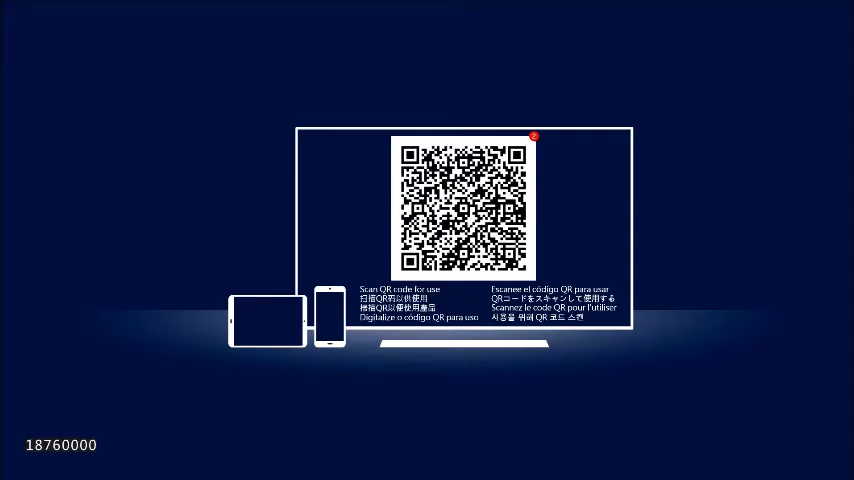 2
Scan QR code for use
扫描QR码以供使用
掃描QR以便使用產品
Digitalize o código QR para uso
Escanee el código QR para usar
QRコードをスキャンして使用する
Scannez le code QR pour l'utiliser
사용을 위해 QR 코드 스캔
18760000